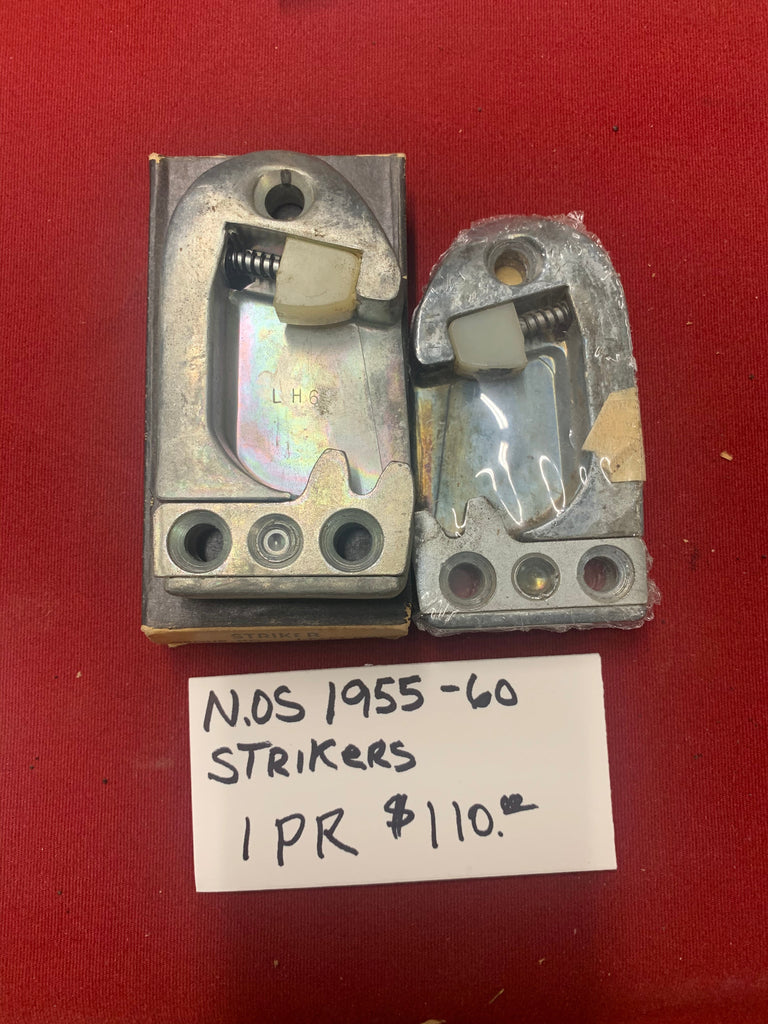 LH6
STRIKER
N.OS 1955-60
STRIKERS
1 PR $110.00